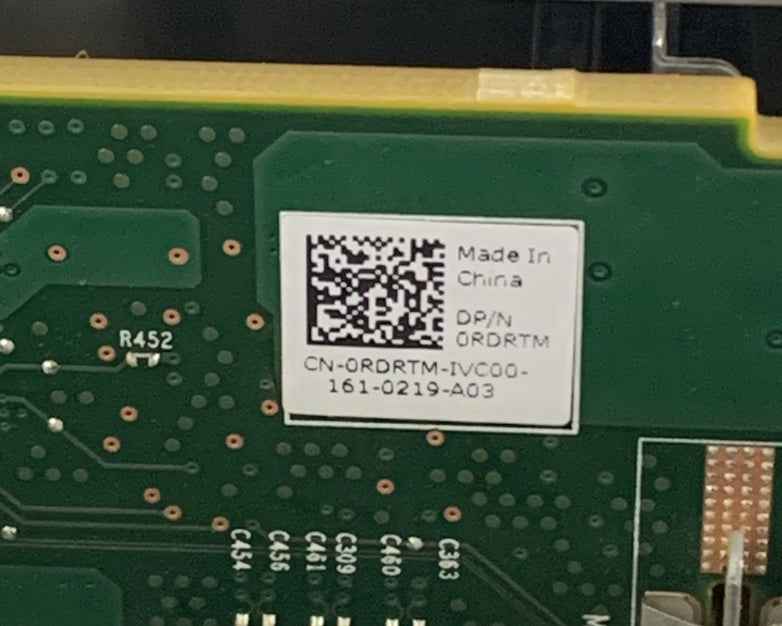 Made In
China
DP/N
0RDRTM
CN-0RDRTM-IVC00-
161-0219-A03
R452
C454
C456
C461
C309
C460
C363